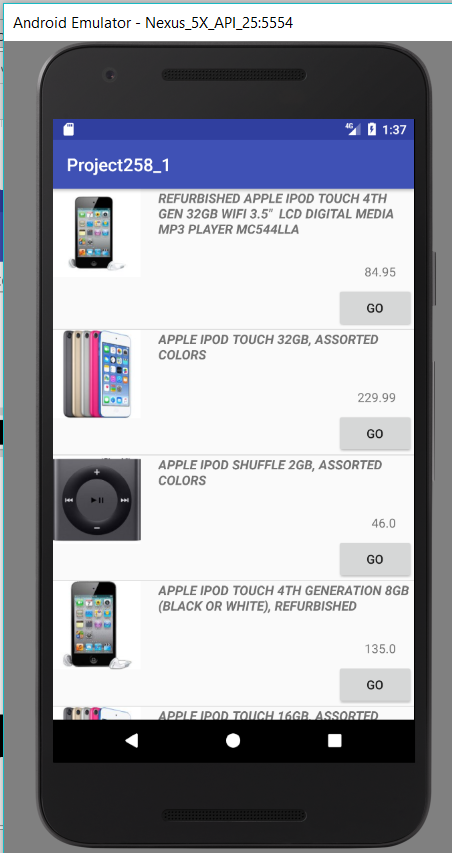 Android Emulator - Nexus_5X_API_25:5554
4G
1:37
Project258_1
REFURBISHED APPLE IPOD TOUCH 4TH
GEN 32GB WIFI 3.5" LCD DIGITAL MEDIA
MP3 PLAYER MC544LLA
84.95
GO
APPLE IPOD TOUCH 32GB, ASSORTED
COLORS
229.99
GO
APPLE IPOD SHUFFLE 2GB, ASSORTED
COLORS
46.0
GO
APPLE IPOD TOUCH 4TH GENERATION 8GB
(BLACK OR WHITE), REFURBISHED
135.0
GO
APPLE IPOD TOUCH 16GB, ASSORTED